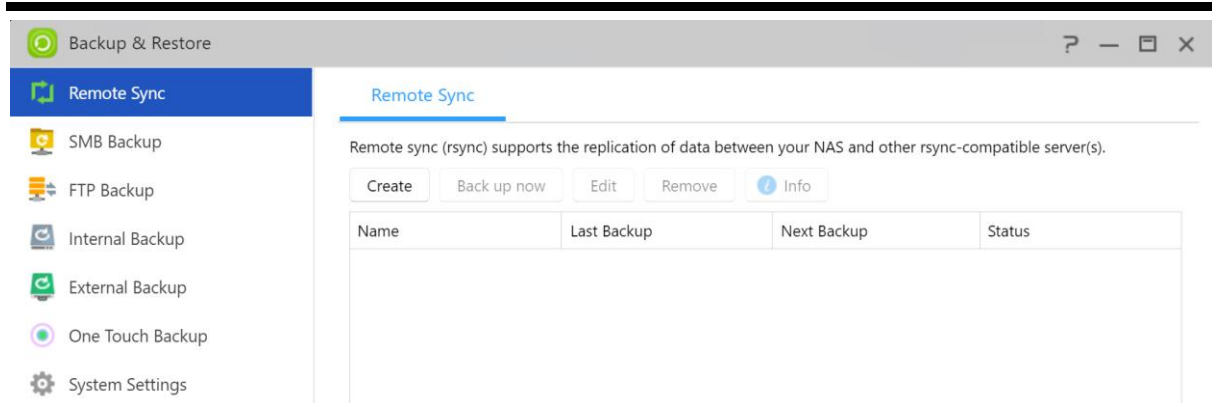 Backup & Restore
Remote Sync
SMB Backup
FTP Backup
Internal Backup
External Backup
One Touch Backup
System Settings
Remote Sync
Remote sync (rsync) supports the replication of data between your NAS and other rsync-compatible server(s).
Create Back up now Edit Remove Info
Name Last Backup Next Backup Status